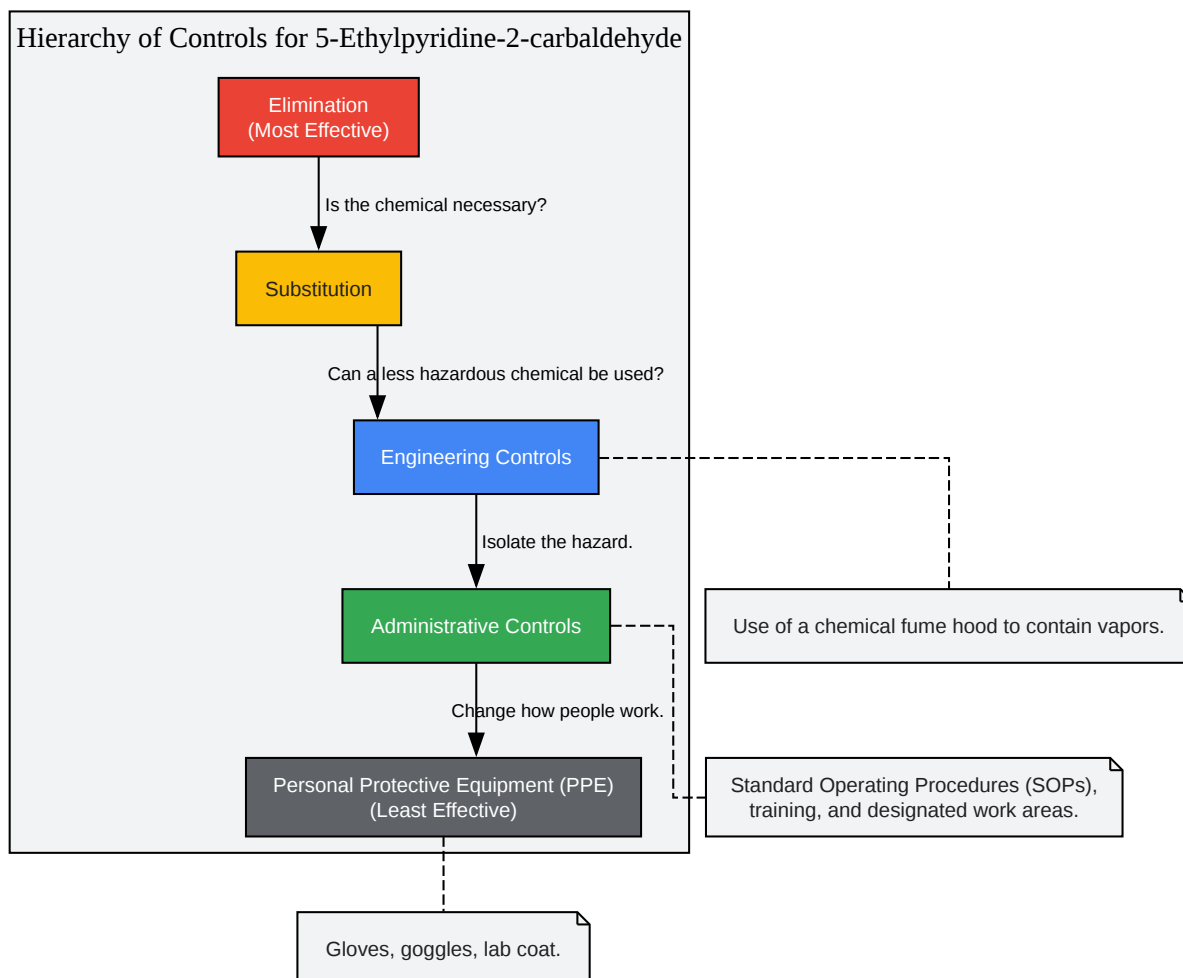 Hierarchy of Controls for 5-Ethylpyridine-2-carbaldehyde
Elimination
(Most Effective)
Is the chemical necessary?
Substitution
Can a less hazardous chemical be used?
Engineering Controls
Isolate the hazard.
Administrative Controls
Use of a chemical fume hood to contain vapors.
Change how people work.
Personal Protective Equipment (PPE)
(Least Effective)
Standard Operating Procedures (SOPs),
training, and designated work areas.
Gloves, goggles, lab coat.